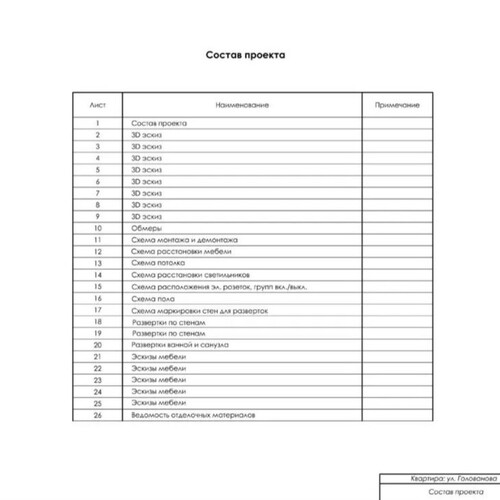 Состав проекта
Лист Наименование Примечание
1 Состав проекта
2 3D эскиз
3 3D эскиз
4 3D эскиз
5 3D эскиз
6 3D эскиз
7 3D эскиз
8 3D эскиз
9 3D эскиз
10 Обмеры
11 Схема монтажа и демонтажа
12 Схема расстановки мебели
13 Схема потолка
14 Схема расстановки светильников
15 Схема расположения эл. розеток, групп вкл./выкл.
16 Схема пола
17 Схема маркировки стен для разверток
18 Развертки по стенам
19 Развертки по стенам
20 Развертки ванной и санузла
21 Эскизы мебели
22 Эскизы мебели
23 Эскизы мебели
24 Эскизы мебели
25 Эскизы мебели
26 Ведомость отделочных материалов
Квартира: ул. Голованова
Состав проекта